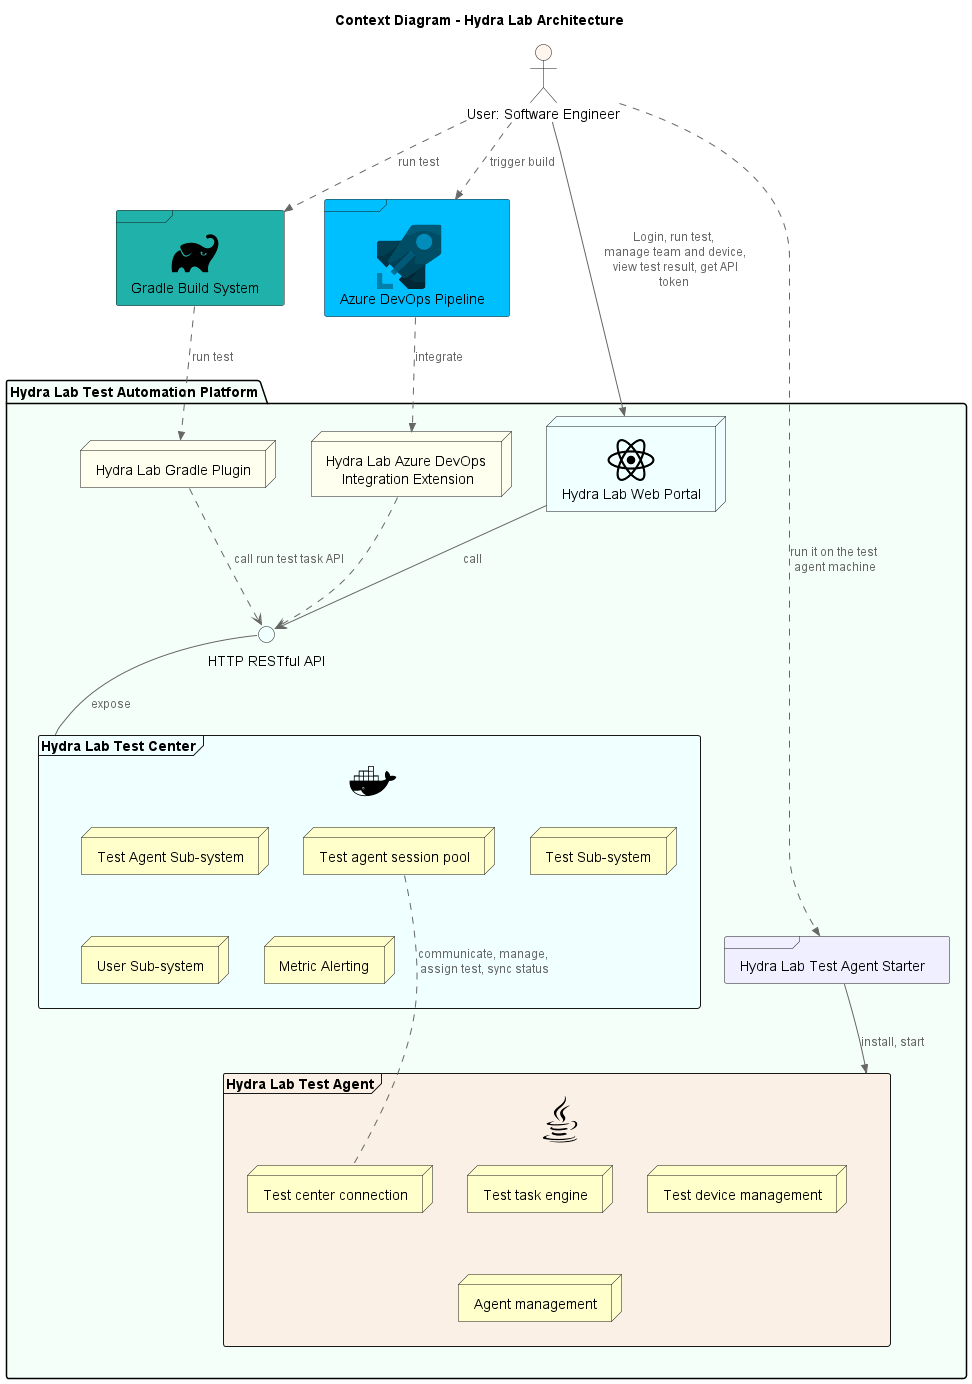 Context Diagram - Hydra Lab Architecture
User: Software Engineer
run test
trigger build
Login, run test,
manage team and device,
view test result, get API
token
Gradle Build System
Azure DevOps Pipeline
run test
integrate
Hydra Lab Test Automation Platform
Hydra Lab Gradle Plugin
Hydra Lab Azure DevOps
Integration Extension
Hydra Lab Web Portal
call run test task API
call
run it on the test
agent machine
HTTP RESTful API
expose
Hydra Lab Test Center
Test Agent Sub-system
Test agent session pool
Test Sub-system
User Sub-system
Metric Alerting
communicate, manage,
assign test, sync status
Hydra Lab Test Agent Starter
install, start
Hydra Lab Test Agent
Test center connection
Test task engine
Test device management
Agent management